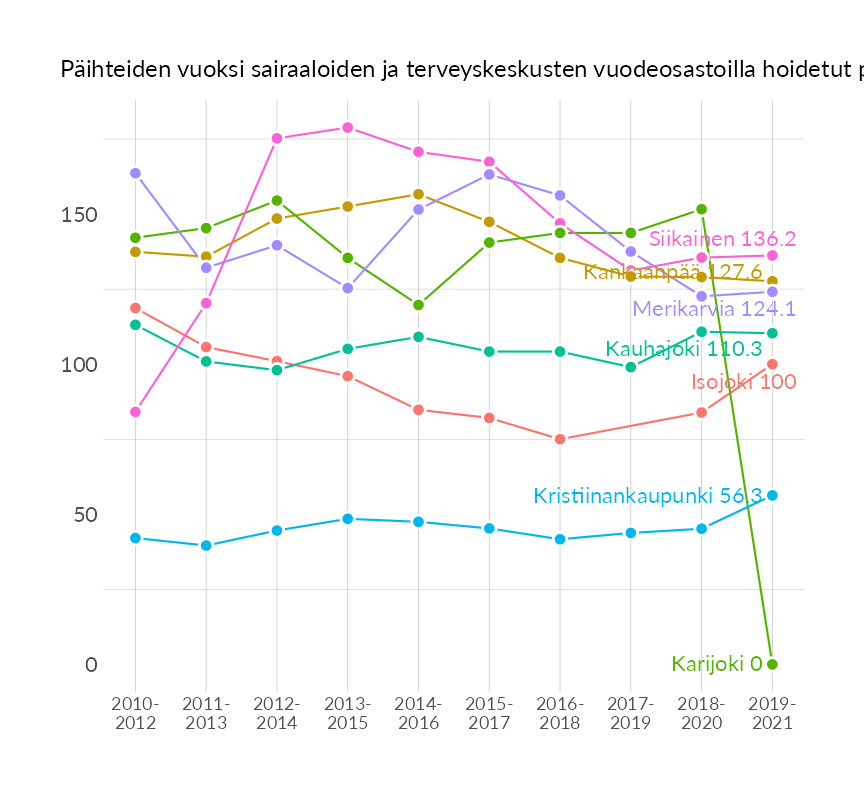 Päihteiden vuoksi sairaaloiden ja terveyskeskusten vuodeosastoilla hoidetut
150
100
50
0
Siikainen 136.2
Kankaanpää 127.6
Merikarvia 124.1
Kauhajoki 110.3
Isojoki 100
Kristiinankaupunki 56.3
Karijoki 0
2010-2012
2011-2013
2012-2014
2013-2015
2014-2016
2015-2017
2016-2018
2017-2019
2018-2020
2019-2021